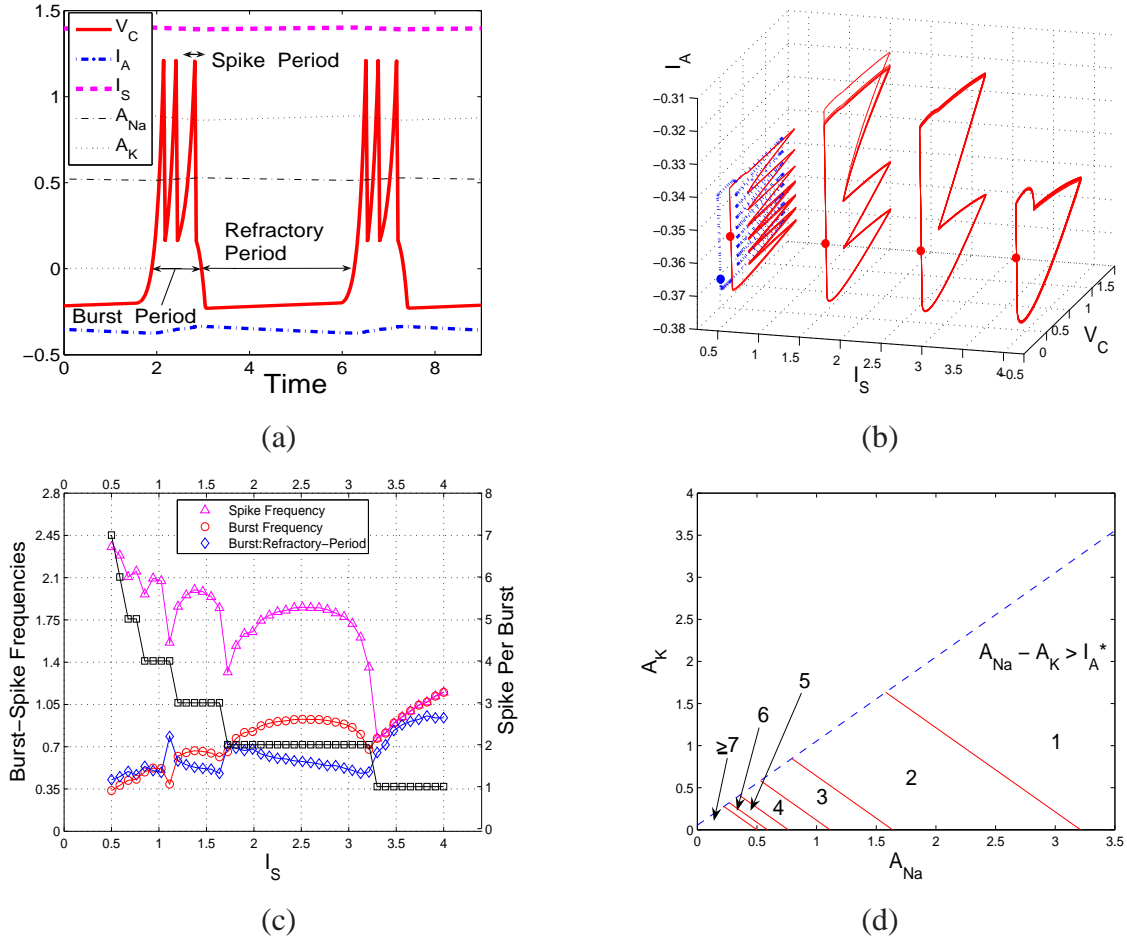 1.5
1
0.5
0
−0.5
V_C
I_A
I_S
A_Na
A_K
Spike Period
Refractory
Period
Burst Period
0 2 4 6 8
Time
(a)
I_A
−0.31
−0.32
−0.33
−0.34
−0.35
−0.36
−0.37
−0.38
0.5 1 1.5 2 2.5 3 3.5 4
I_S
−0.5 0 0.5 1 1.5
V_C
(b)
0 0.5 1 1.5 2 2.5 3 3.5 4
2.8
2.45
2.1
1.75
1.4
1.05
0.7
0.35
0
Burst−Spike Frequencies
Spike Frequency
Burst Frequency
Burst:Refractory−Period
8
7
6
5
4
3
2
1
0
Spike Per Burst
0 0.5 1 1.5 2 2.5 3 3.5 4
I_S
(c)
4
3.5
3
2.5
2
1.5
1
0.5
0
A_K
A_Na − A_K > I_A*
≥7
6
5
4
3
2
1
0 0.5 1 1.5 2 2.5 3 3.5
A_Na
(d)